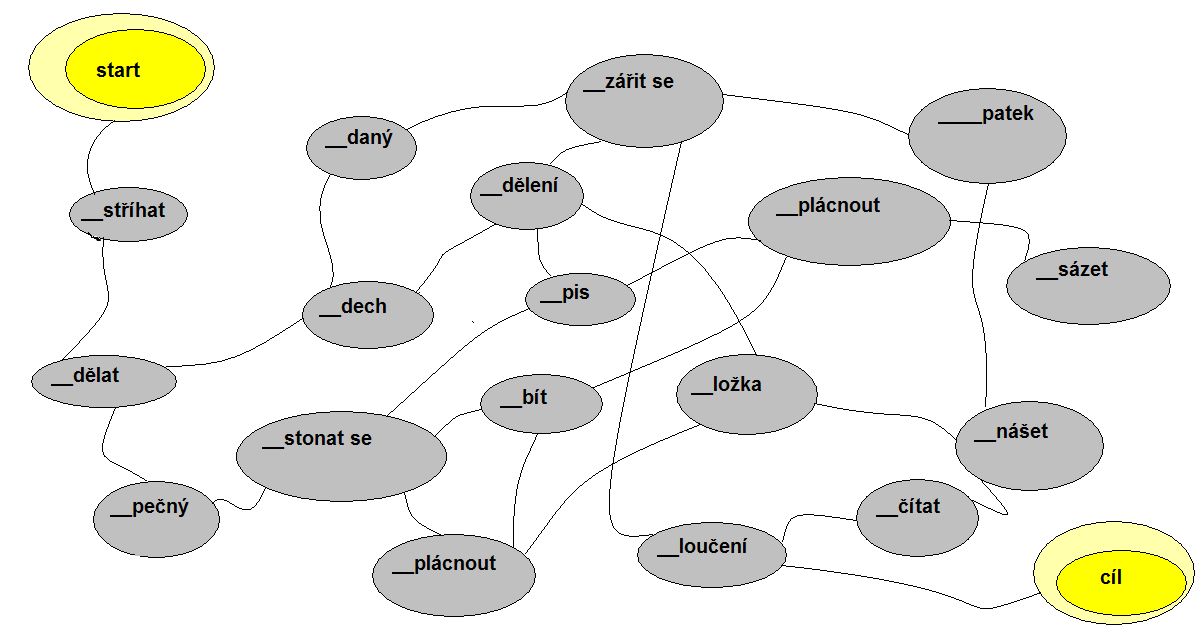 start
__zářit se
____patek
__daný
__dělení
__plácnout
__stříhat
__sázet
__pis
__dech
__dělat
__ložka
__bít
__stonat se
__nášet
__pečný
__čítat
__loučení
__plácnout
cíl